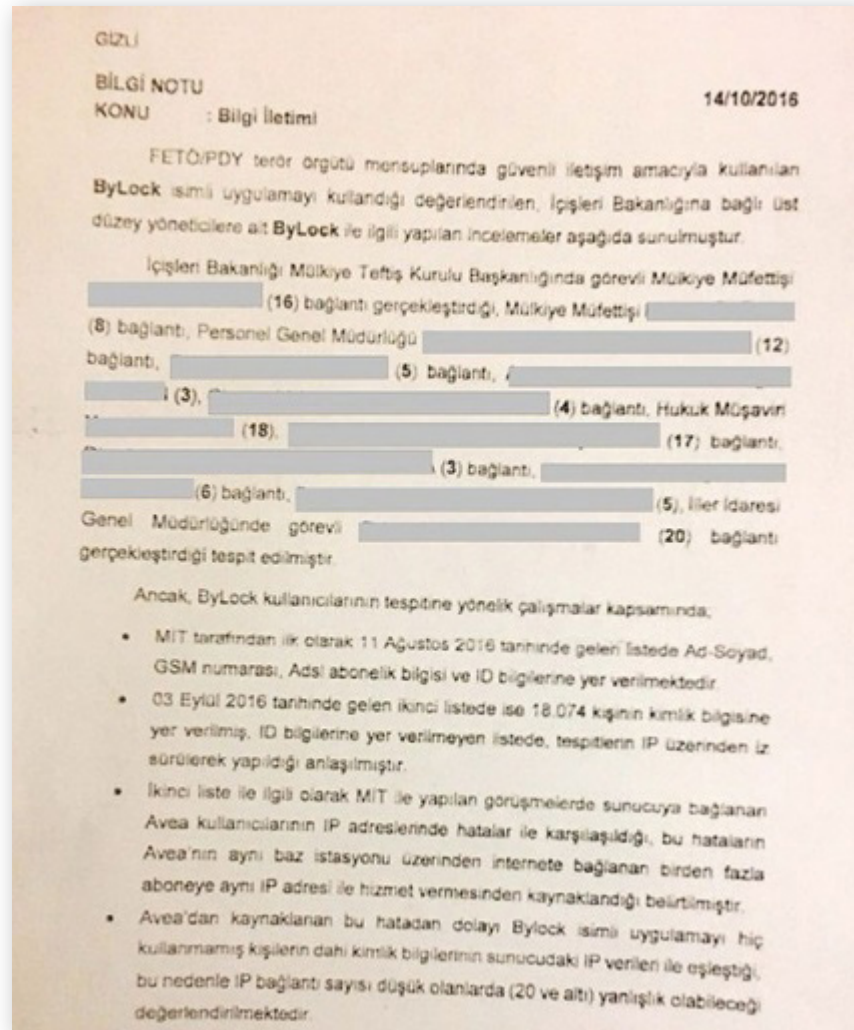 GİZLİ
BİLGİ NOTU
14/10/2016
KONU : Bilgi İletimi
FETÖ/PDY terör örgütü mensuplarında güvenli iletişim amacıyla kullanılan
ByLock isimli uygulamayı kullandığı değerlendirilen, İçişleri Bakanlığına bağlı üst
düzey yöneticilere ait ByLock ile ilgili yapılan incelemeler aşağıda sunulmuştur.
İçişleri Bakanlığı Mülkiye Teftiş Kurulu Başkanlığında görevli Mülkiye Müfettişi
(16) bağlantı gerçekleştirdiği, Mülkiye Müfettişi
(8) bağlantı, Personel Genel Müdürlüğü (12)
bağlantı, (5) bağlantı,
(3), (4) bağlantı, Hukuk Müşaviri
(18), (17) bağlantı,
(3) bağlantı,
(6) bağlantı, (5), İller İdaresi
Genel Müdürlüğünde görevli (20) bağlantı
gerçekleştirdiği tespit edilmiştir.
Ancak, ByLock kullanıcılarının tespitine yönelik çalışmalar kapsamında;
• MİT tarafından ilk olarak 11 Ağustos 2016 tarihinde gelen listede Ad-Soyad,
GSM numarası, Adsl abonelik bilgisi ve ID bilgilerine yer verilmektedir.
• 03 Eylül 2016 tarihinde gelen ikinci listede ise 18.074 kişinin kimlik bilgisine
yer verilmiş, ID bilgilerine yer verilmeyen listede, tespitlerin IP üzerinden iz
sürülerek yapıldığı anlaşılmıştır.
• İkinci liste ile ilgili olarak MİT ile yapılan görüşmelerde sunucuya bağlanan
Avea kullanıcılarının IP adreslerinde hatalar ile karşılaşıldığı, bu hataların
Avea'nın aynı baz istasyonu üzerinden internete bağlanan birden fazla
aboneye aynı IP adresi ile hizmet vermesinden kaynaklandığı belirtilmiştir.
• Avea'dan kaynaklanan bu hatadan dolayı Bylock isimli uygulamayı hiç
kullanmamış kişilerin dahi kimlik bilgilerinin sunucudaki IP verileri ile eşleştiği,
bu nedenle IP bağlantı sayısı düşük olanlarda (20 ve altı) yanlışlık olabileceği
değerlendirilmektedir.